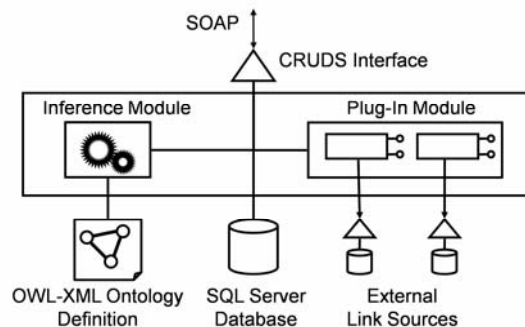 SOAP
CRUDS Interface
Inference Module
Plug-In Module
OWL-XML Ontology
Definition
SQL Server
Database
External
Link Sources